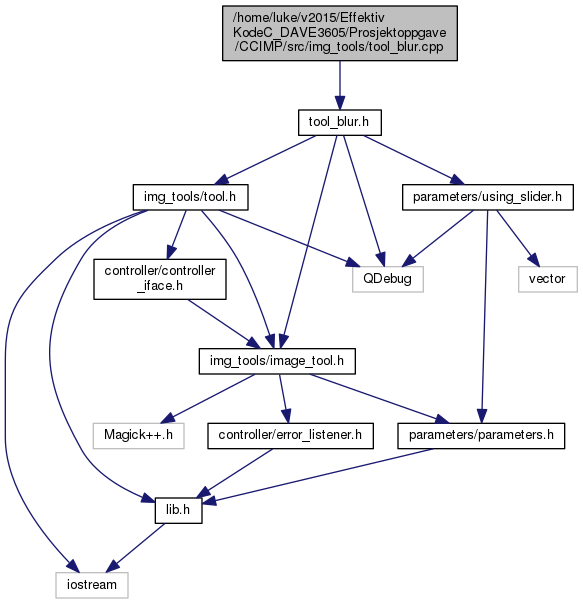 /home/luke/v2015/Effektiv
KodeC_DAVE3605/Prosjektoppgave
/CCIMP/src/img_tools/tool_blur.cpp
tool_blur.h
img_tools/tool.h
parameters/using_slider.h
controller/controller
_iface.h
QDebug
vector
img_tools/image_tool.h
Magick++.h
controller/error_listener.h
parameters/parameters.h
lib.h
iostream